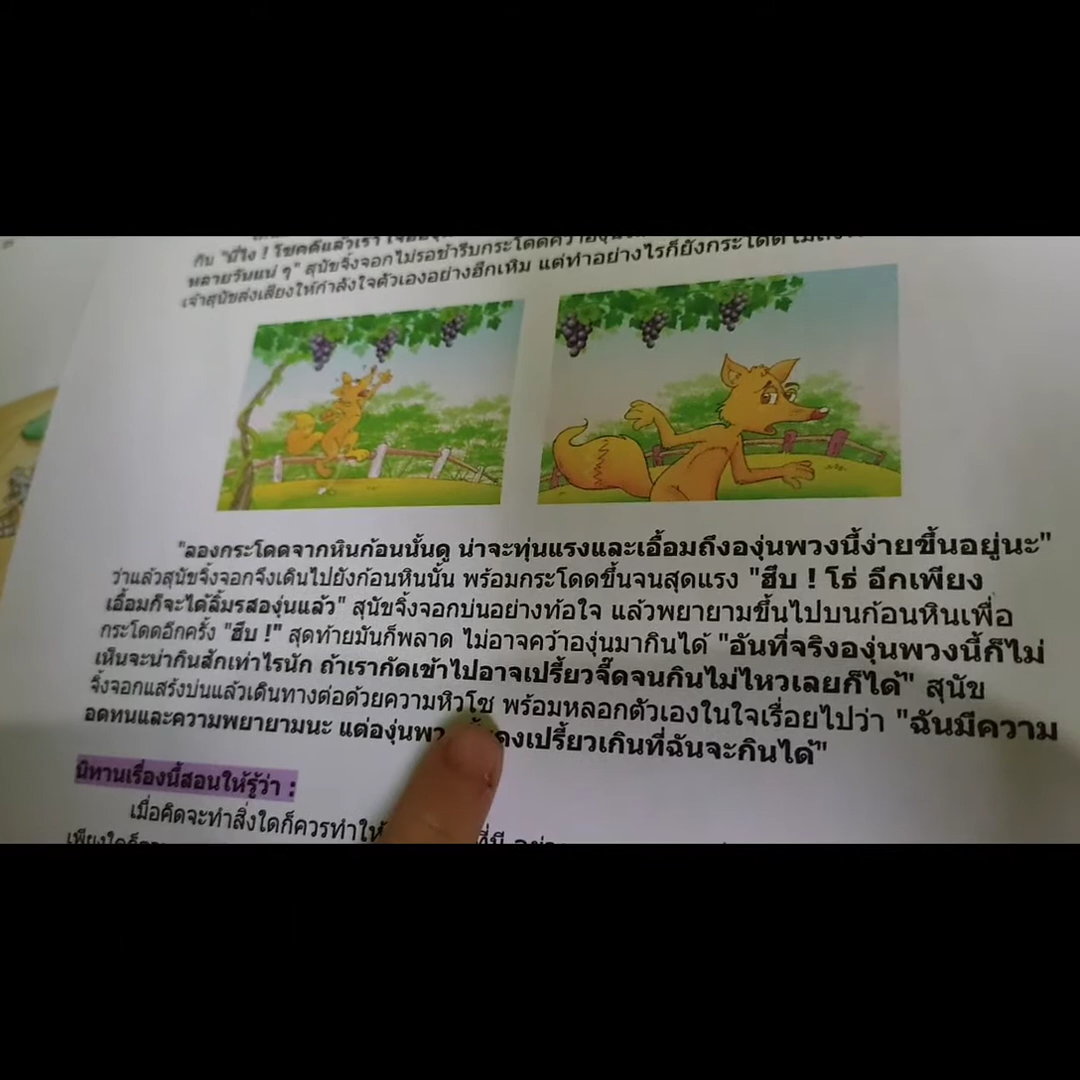 กับ "นี่ไง ! โชคดีแล้วเรา
หลายวันแน่ ๆ" สุนัขจิ้งจอกไม่รอช้ารีบกระโดดคว้าองุ่น
เจ้าสุนัขส่งเสียงให้กำลังใจตัวเองอย่างฮึกเหิม แต่ทำอย่างไรก็ยังกระโดด
"ลองกระโดดจากหินก้อนนั้นดู น่าจะทุ่นแรงและเอื้อมถึงองุ่นพวงนี้ง่ายขึ้นอยู่นะ"
ว่าแล้วสุนัขจิ้งจอกจึงเดินไปยังก้อนหินนั้น พร้อมกระโดดขึ้นจนสุดแรง "ฮึบ ! โธ่ อีกเพียง
เอื้อมก็จะได้ลิ้มรสองุ่นแล้ว" สุนัขจิ้งจอกบ่นอย่างท้อใจ แล้วพยายามขึ้นไปบนก้อนหินเพื่อ
กระโดดอีกครั้ง "ฮึบ !" สุดท้ายมันก็พลาด ไม่อาจคว้าองุ่นมากินได้ "อันที่จริงองุ่นพวงนี้ก็ไม่
เห็นจะน่ากินสักเท่าไรนัก ถ้าเรากัดเข้าไปอาจเปรี้ยวจี๊ดจนกินไม่ไหวเลยก็ได้" สุนัข
จิ้งจอกแสร้งบ่นแล้วเดินทางต่อด้วยความหิวโซ พร้อมหลอกตัวเองในใจเรื่อยไปว่า "ฉันมีความ
อดทนและความพยายามนะ แต่องุ่นพว คงเปรี้ยวเกินที่ฉันจะกินได้"
นิทานเรื่องนี้สอนให้รู้ว่า :
เมื่อคิดจะทำสิ่งใดก็ควรทำให้